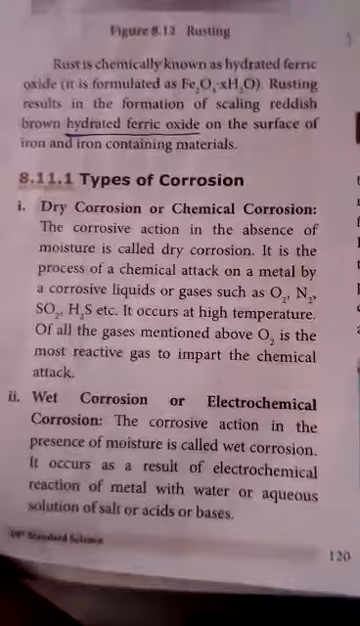 Figure 8.13 Rusting
Rust is chemically known as hydrated ferric
oxide (it is formulated as Fe₂O₃·xH₂O). Rusting
results in the formation of scaling reddish
brown hydrated ferric oxide on the surface of
iron and iron containing materials.
8.11.1 Types of Corrosion
i. Dry Corrosion or Chemical Corrosion:
The corrosive action in the absence of
moisture is called dry corrosion. It is the
process of a chemical attack on a metal by
a corrosive liquids or gases such as O₂, N₂,
SO₂, H₂S etc. It occurs at high temperature.
Of all the gases mentioned above O₂ is the
most reactive gas to impart the chemical
attack.
ii. Wet Corrosion or Electrochemical
Corrosion: The corrosive action in the
presence of moisture is called wet corrosion.
It occurs as a result of electrochemical
reaction of metal with water or aqueous
solution of salt or acids or bases.
Standard Science
120